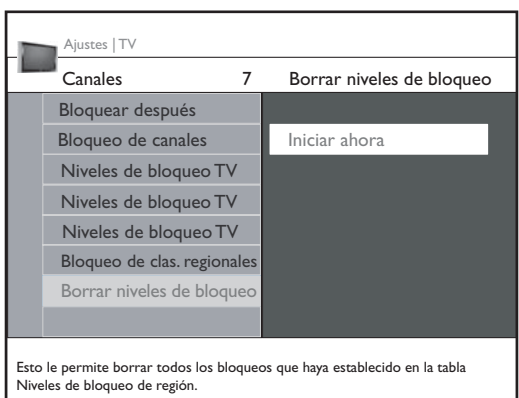 Ajustes | TV
Canales 7 Borrar niveles de bloqueo
Bloquear después
Bloqueo de canales Iniciar ahora
Niveles de bloqueo TV
Niveles de bloqueo TV
Niveles de bloqueo TV
Bloqueo de clas. regionales
Borrar niveles de bloqueo
Esto le permite borrar todos los bloqueos que haya establecido en la tabla
Niveles de bloqueo de región.